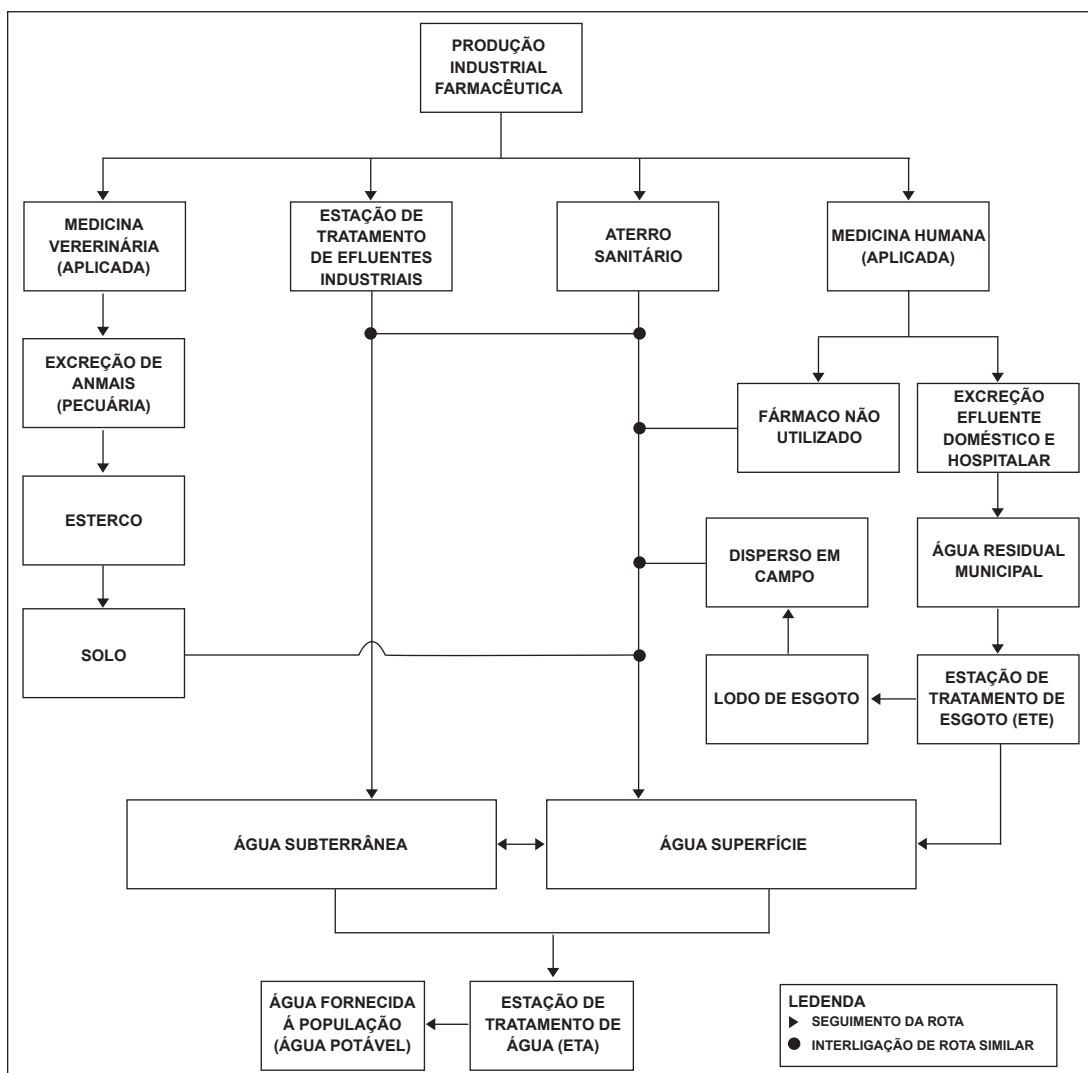 PRODUÇÃO
INDUSTRIAL
FARMACÊUTICA
MEDICINA
VERERINÁRIA
(APLICADA)
ESTAÇÃO DE
TRATAMENTO
DE EFLUENTES
INDUSTRIAIS
ATERRO
SANITÁRIO
MEDICINA HUMANA
(APLICADA)
EXCREÇÃO DE
ANMAIS
(PECUÁRIA)
FÁRMACO NÃO
UTILIZADO
EXCREÇÃO
EFLUENTE
DOMÉSTICO E
HOSPITALAR
ESTERCO
DISPERSO EM
CAMPO
ÁGUA RESIDUAL
MUNICIPAL
SOLO
LODO DE ESGOTO
ESTAÇÃO DE
TRATAMENTO DE
ESGOTO (ETE)
ÁGUA SUBTERRÂNEA
ÁGUA SUPERFÍCIE
ÁGUA FORNECIDA
Á POPULAÇÃO
(ÁGUA POTÁVEL)
ESTAÇÃO DE
TRATAMENTO DE
ÁGUA (ETA)
LEDENDA
SEGUIMENTO DA ROTA
INTERLIGAÇÃO DE ROTA SIMILAR